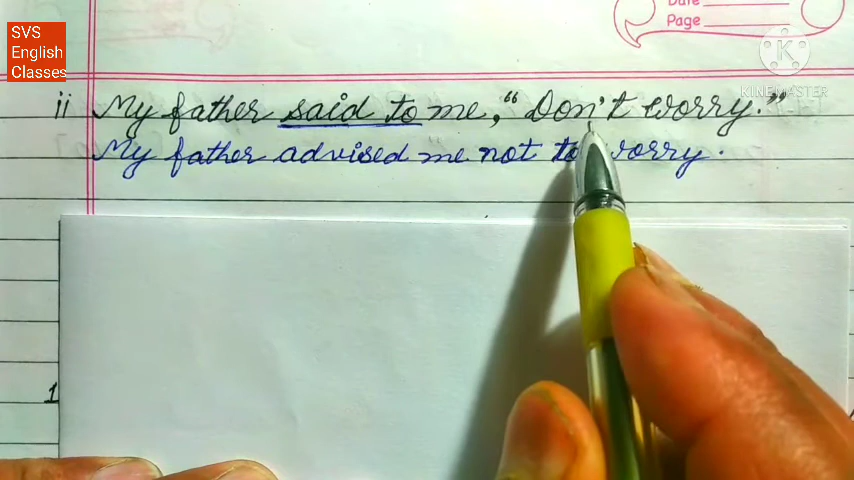 SVS
English
Classes
Date
Page
KINEMASTER
ii My father said to me, "Don't worry."
My father advised me not to worry.
1